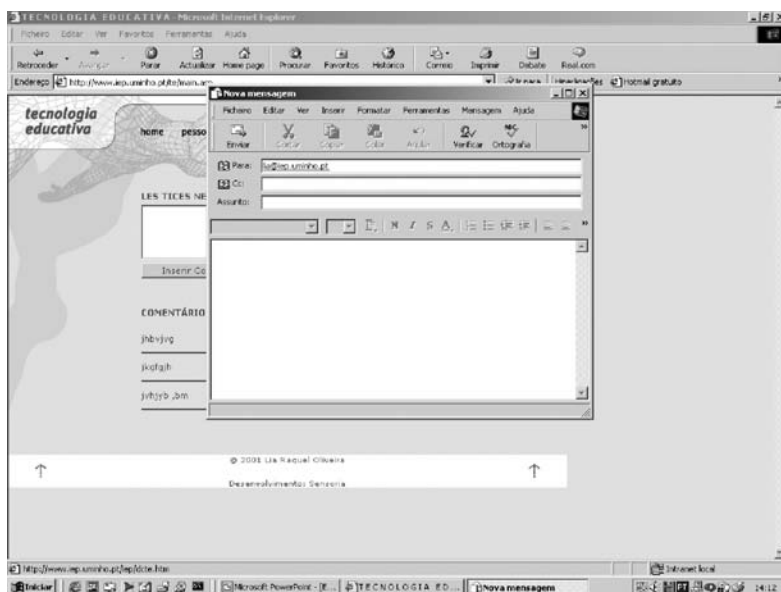 TECNOLOGIA EDUCATIVA - Microsoft Internet Explorer
Ficheiro Editar Ver Favoritos Ferramentas Ajuda
Retroceder Avançar Parar Actualizar Home page Procurar Favoritos Histórico Correio Imprimir Debate Real.com
Endereço http://www.iep.uminho.pt/te/main.asp Ir para Hotmail gratuito
tecnologia
educativa
home pesso
LES TICES NE
Inserir Co
COMENTÁRIO
jhbvjvg
jvhjyb ,bm
Nova mensagem
Ficheiro Editar Ver Inserir Formatar Ferramentas Mensagem Ajuda
Enviar Cortar Copiar Colar Anular Verificar Ortografia
Para: lia@iep.uminho.pt
Cc:
Assunto:
N I S A
@ 2001 Lia Raquel Oliveira
Desenvolvimento: Sensoria
http://www.iep.uminho.pt/iep/dcte.htm Intranet local
Iniciar Microsoft PowerPoint - [E... TECNOLOGIA ED... Nova mensagem 14:12